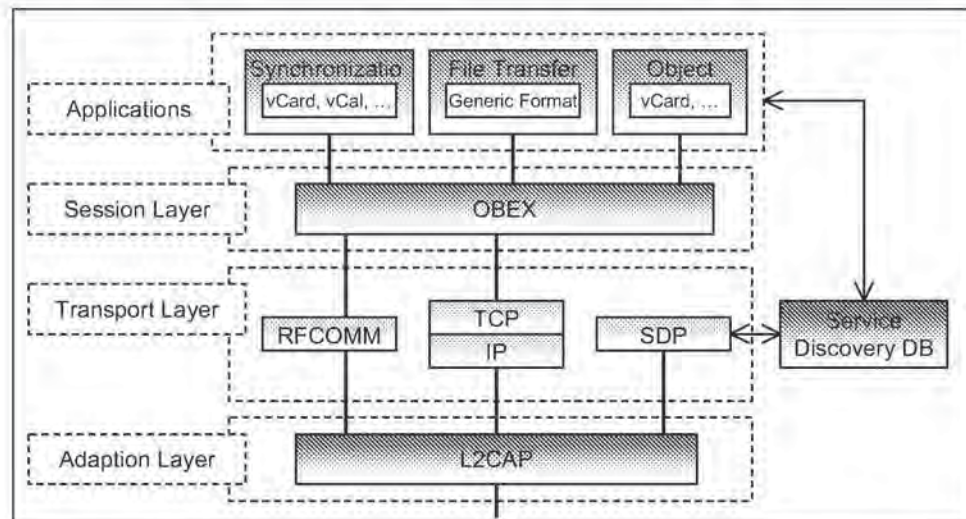 Applications
Synchronizatio
vCard, vCal, ...
File Transfer
Generic Format
Object
vCard, ...
Session Layer
OBEX
Transport Layer
RFCOMM
TCP
IP
SDP
Service
Discovery DB
Adaption Layer
L2CAP